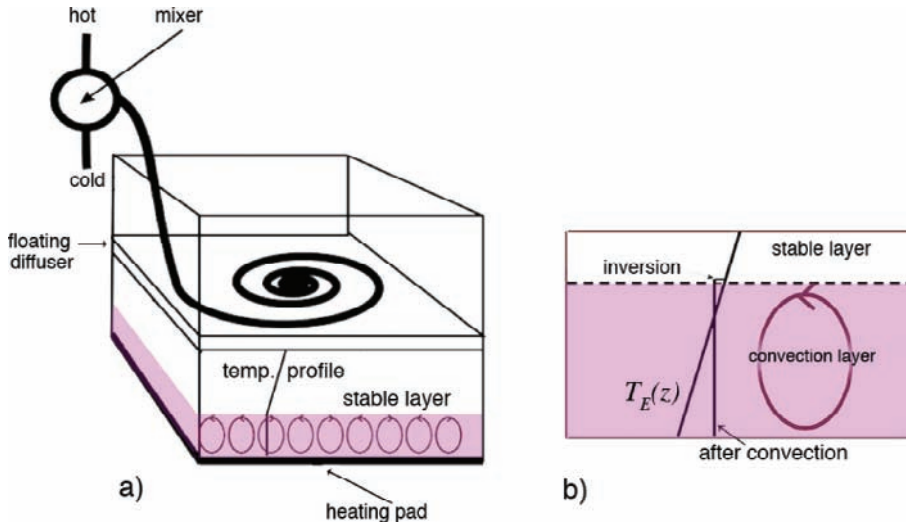 hot
mixer
cold
floating
diffuser
temp. profile
stable layer
a)
heating pad
stable layer
inversion
convection layer
T_E(z)
after convection
b)